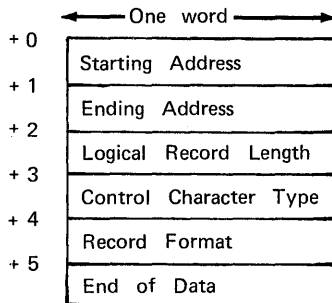 One word
+ 0
Starting Address
+ 1
Ending Address
+ 2
Logical Record Length
+ 3
Control Character Type
+ 4
Record Format
+ 5
End of Data